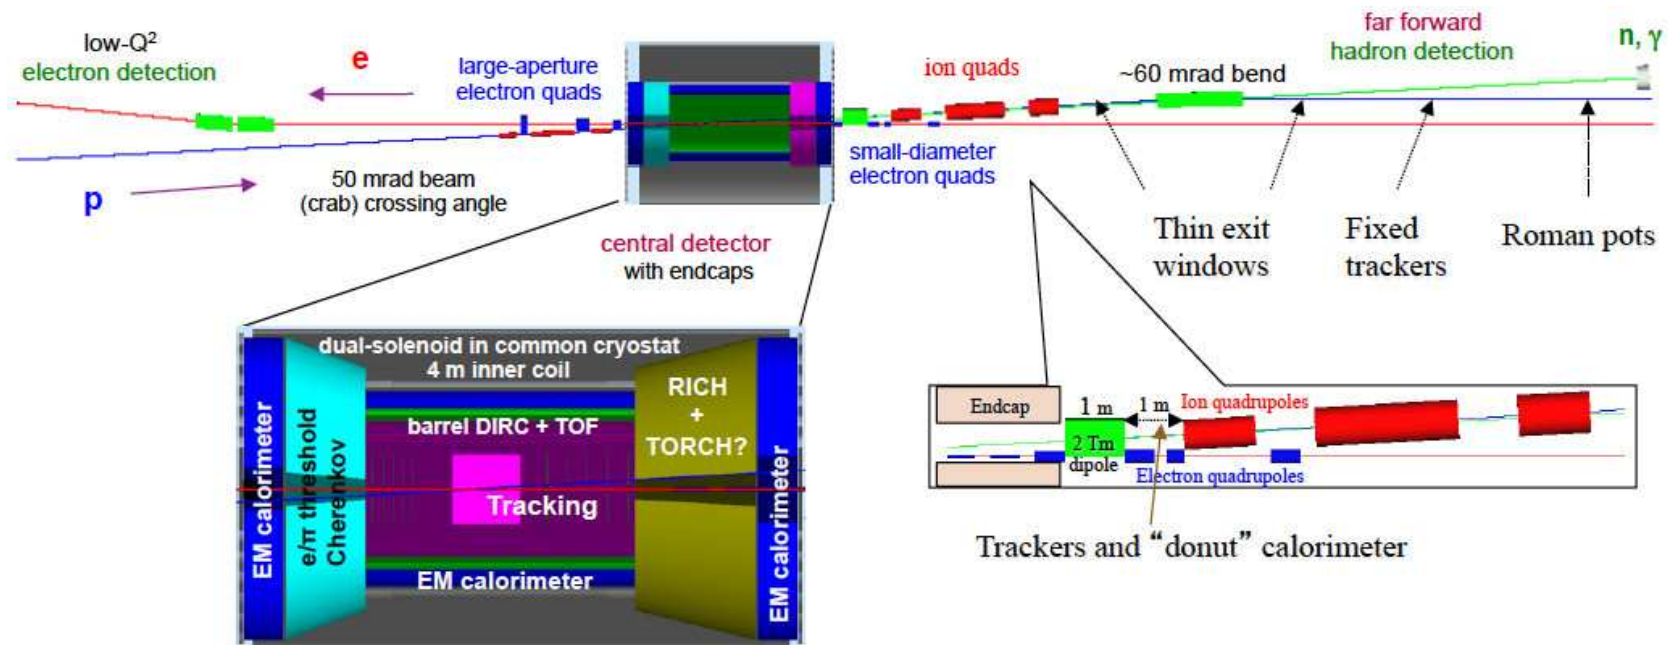 low-Q²
electron detection
e
large-aperture
electron quads
p
50 mrad beam
(crab) crossing angle
central detector
with endcaps
ion quads
~60 mrad bend
far forward
hadron detection
n, γ
small-diameter
electron quads
Thin exit
windows
Fixed
trackers
Roman pots
dual-solenoid in common cryostat
4 m inner coil
barrel DIRC + TOF
EM calorimeter
e/π threshold
Cherenkov
Tracking
EM calorimeter
RICH
+
TORCH?
EM calorimeter
Endcap
1 m
1 m
Ion quadrupoles
2 Tm
dipole
Electron quadrupoles
Trackers and “donut” calorimeter